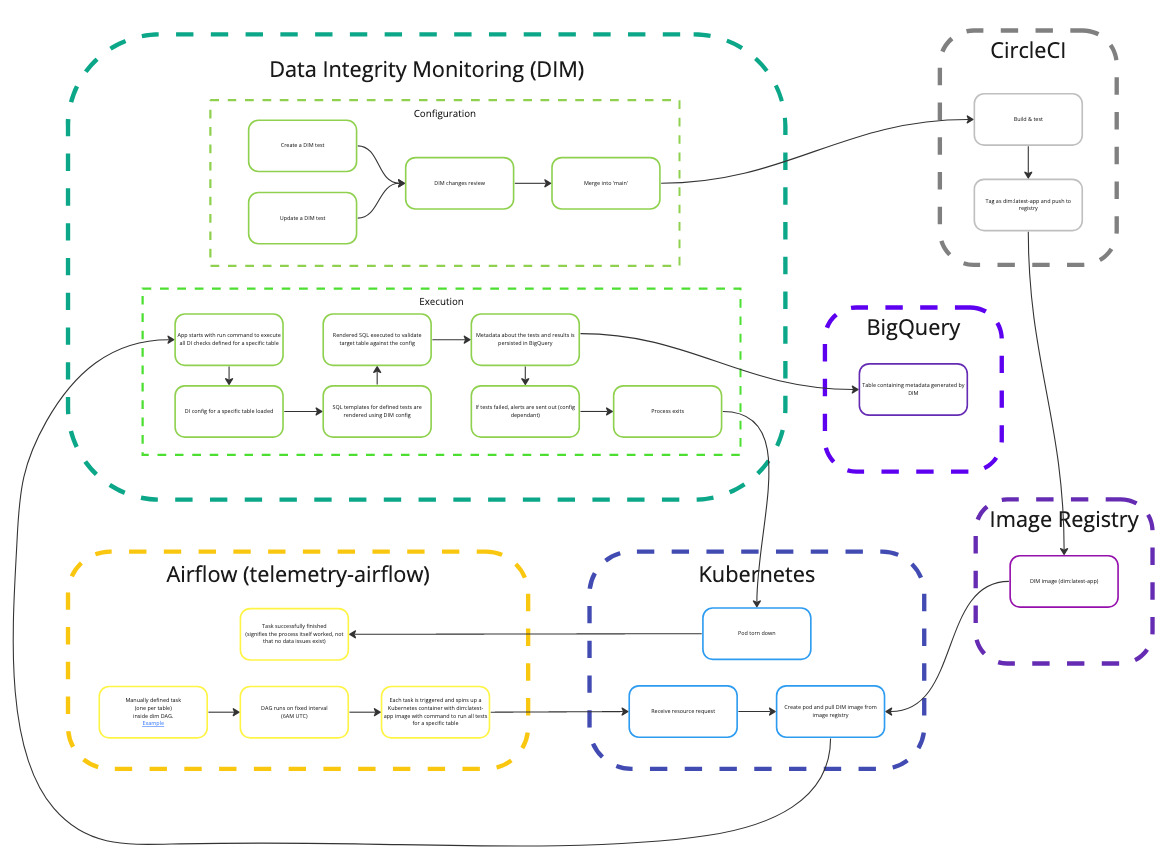 Data Integrity Monitoring (DIM)
Configuration
Create a DIM test
Update a DIM test
DIM changes review
Merge into 'main'
CircleCI
Build & test
Tag as dim:latest-app and push to
registry
Execution
App starts with run command to execute
all DI checks defined for a specific table
DI config for a specific table loaded
Rendered SQL executed to validate
target table against the config
SQL templates for defined tests are
rendered using DIM config
Metadata about the tests and results is
persisted in BigQuery
If tests failed, alerts are sent out (config
dependant)
Process exits
BigQuery
Table containing metadata generated by
DIM
Image Registry
DIM image (dim:latest-app)
Airflow (telemetry-airflow)
Task successfully finished
(signifies the process itself worked, not
that no data issues exist)
Manually defined task
(one per table)
inside dim DAG.
Example
DAG runs on fixed interval
(6AM UTC)
Each task is triggered and spins up a
Kubernetes container with dim:latest-
app image with command to run all tests
for a specific table
Kubernetes
Pod torn down
Receive resource request
Create pod and pull DIM image from
image registry